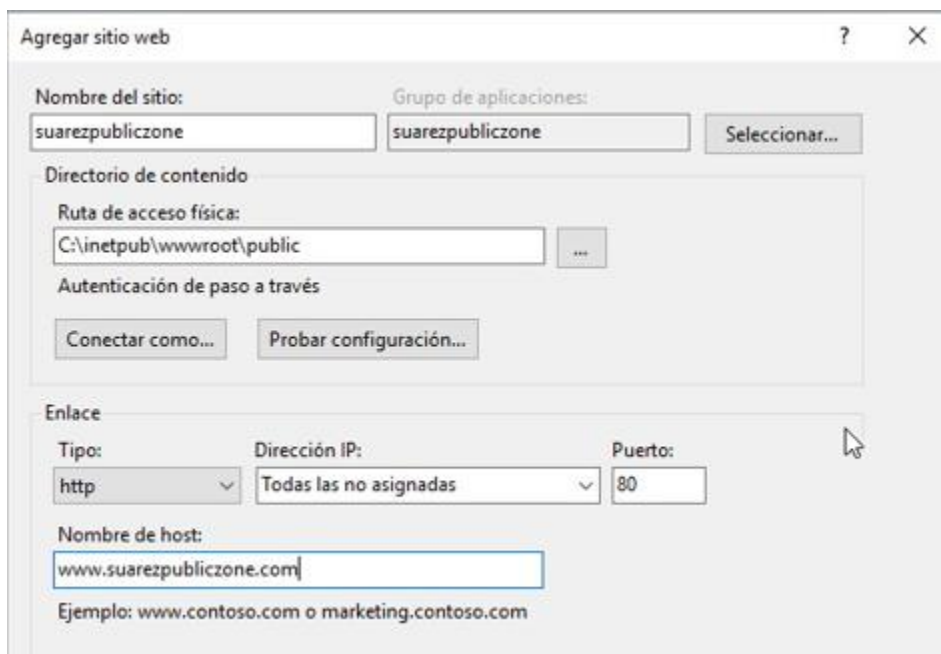 Agregar sitio web
?
Nombre del sitio: Grupo de aplicaciones:
suarezpubliczone suarezpubliczone Seleccionar...
Directorio de contenido
Ruta de acceso física:
C:\inetpub\wwwroot\public ...
Autenticación de paso a través
Conectar como... Probar configuración...
Enlace
Tipo: Dirección IP: Puerto:
http Todas las no asignadas 80
Nombre de host:
www.suarezpubliczone.com
Ejemplo: www.contoso.com o marketing.contoso.com